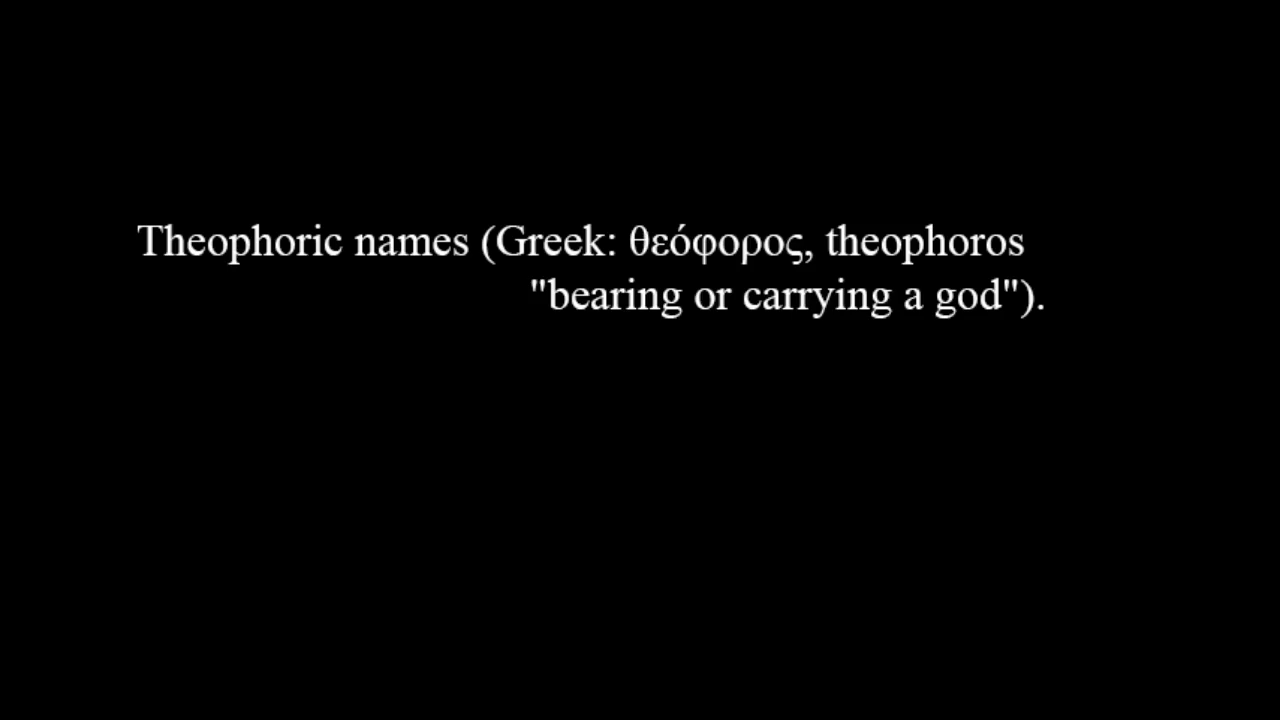 Theophoric names (Greek: θεόφορος, theophoros
"bearing or carrying a god").